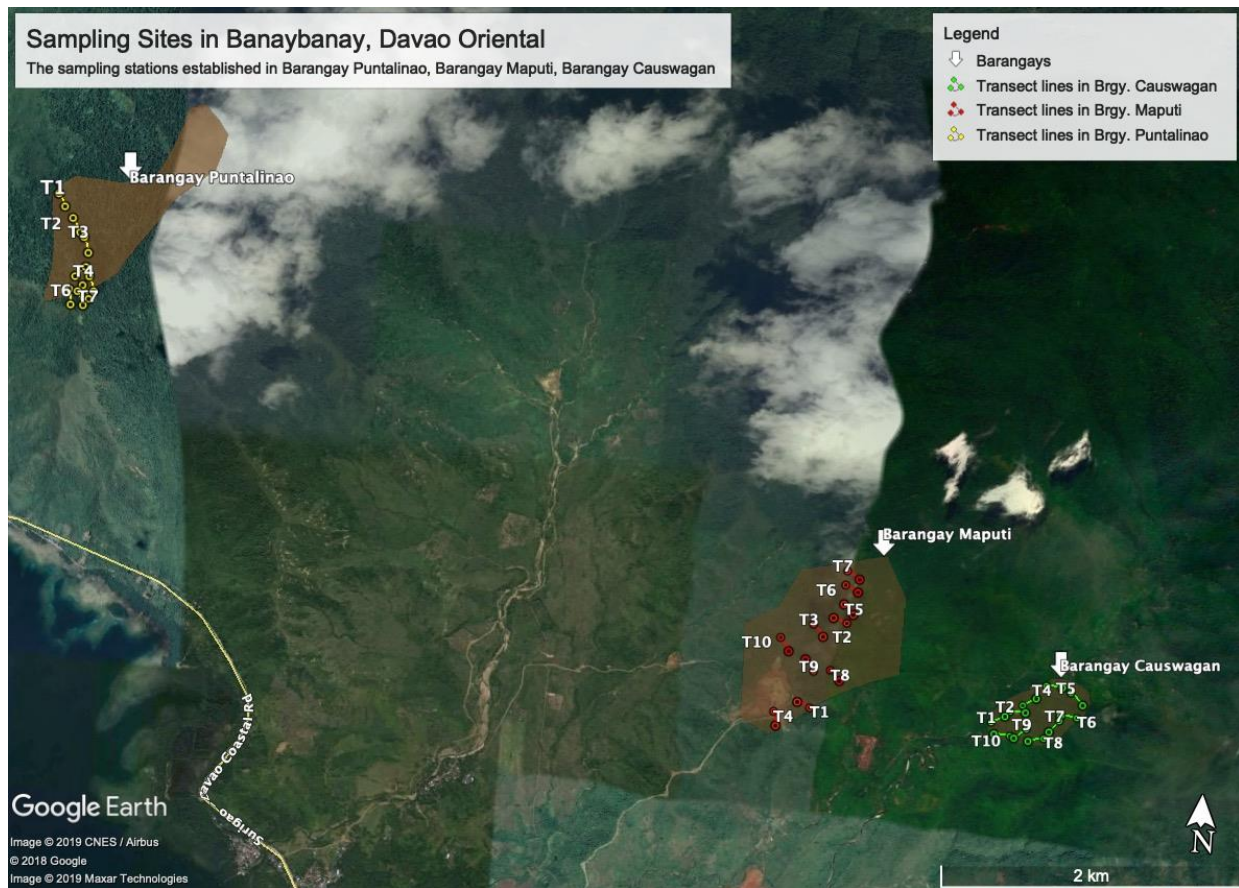 Sampling Sites in Banaybanay, Davao Oriental
The sampling stations established in Barangay Puntalinao, Barangay Maputi, Barangay Causwagan
Legend
Barangays
Transect lines in Brgy. Causwagan
Transect lines in Brgy. Maputi
Transect lines in Brgy. Puntalinao
Barangay Puntalinao
T1
T2
T3
T4
T6
T7
Barangay Maputi
T7
T6
T5
T3
T2
T10
T9
T8
T1
T4
Barangay Causwagan
T4
T5
T2
T1
T7
T6
T9
T10
T8
Surigao
Davao Coastal Rd
Google Earth
Image © 2019 CNES / Airbus
© 2018 Google
Image © 2019 Maxar Technologies
N
2 km